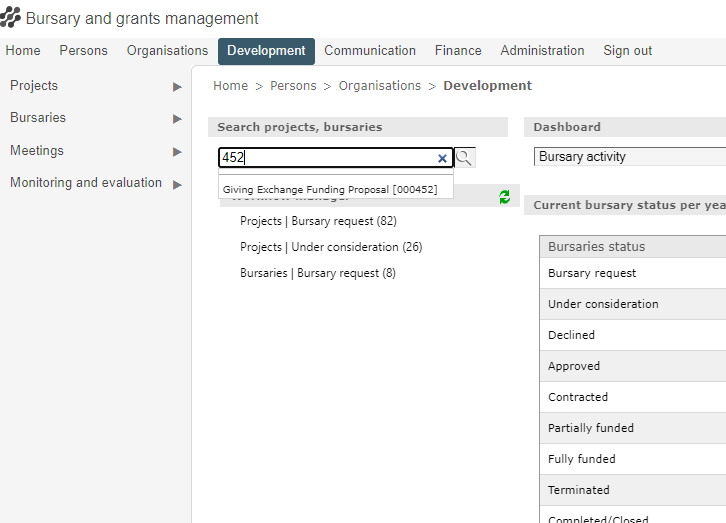 Bursary and grants management
Home Persons Organisations Development Communication Finance Administration Sign out
Projects
Bursaries
Meetings
Monitoring and evaluation
Home > Persons > Organisations > Development
Search projects, bursaries
452
Giving Exchange Funding Proposal [000452]
Projects | Bursary request (82)
Projects | Under consideration (26)
Bursaries | Bursary request (8)
Dashboard
Bursary activity
Current bursary status per yea
Bursaries status
Bursary request
Under consideration
Declined
Approved
Contracted
Partially funded
Fully funded
Terminated
Completed/Closed